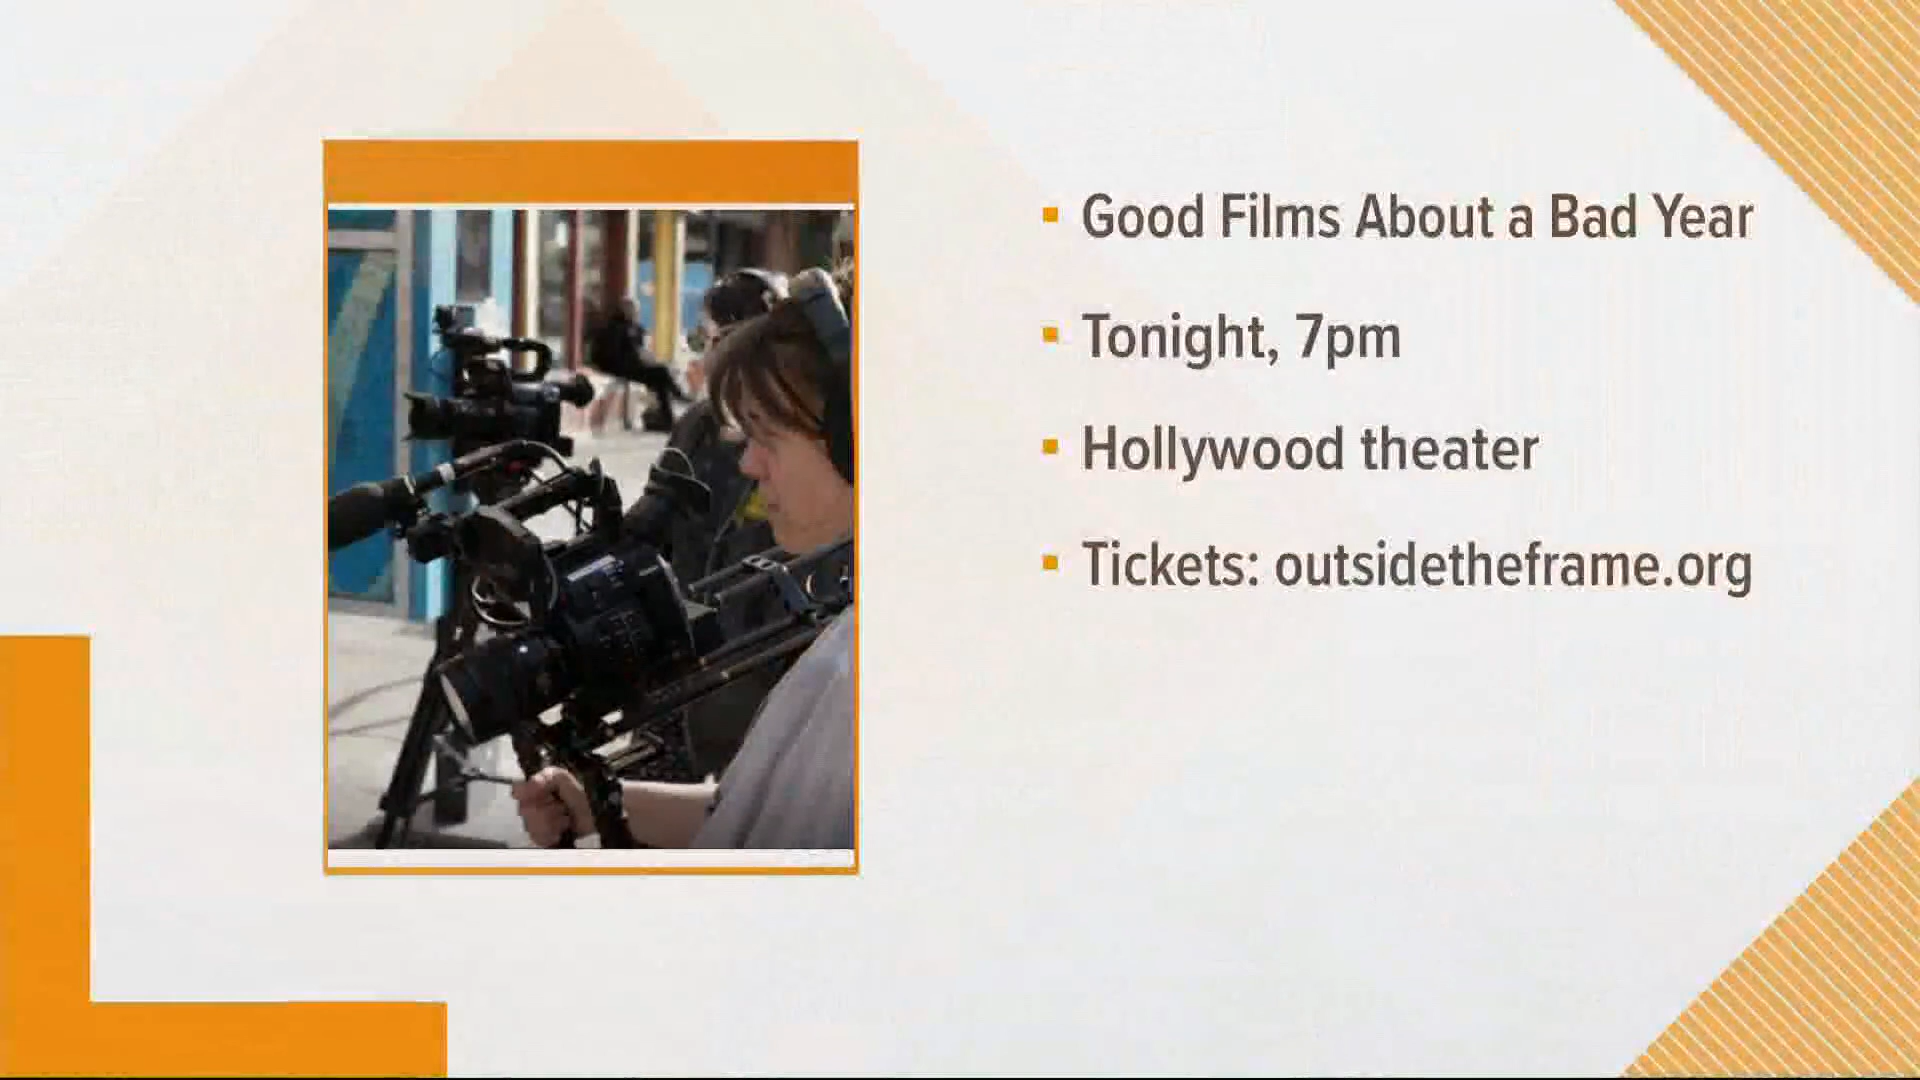 Good Films About a Bad Year
Tonight, 7pm
Hollywood theater
Tickets: outsidetheframe.org